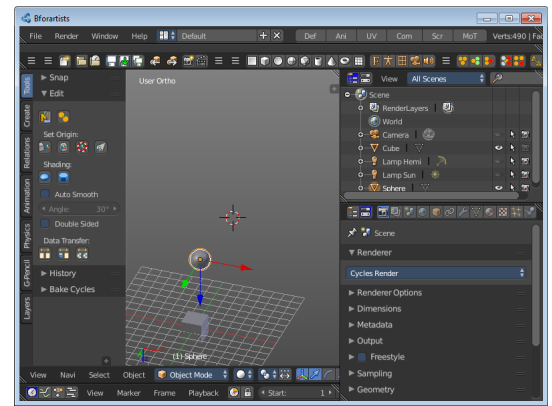 Bforartists
File Render Window Help Default Def Ani UV Com Scr MoT Verts:490 | Fac
Tools
Create
Relations
Animation
Physics
G-Pencil
Layers
Snap
Edit
Set Origin:
Shading:
Auto Smooth
Angle: 30°
Double Sided
Data Transfer:
History
Bake Cycles
User Ortho
(1) Sphere
View All Scenes
Scene
RenderLayers
World
Camera
Cube
Lamp Hemi
Lamp Sun
Sphere
Scene
Renderer
Cycles Render
Renderer Options
Dimensions
Metadata
Output
Freestyle
Sampling
Geometry
View Navi Select Object Object Mode
View Marker Frame Playback Start: 1